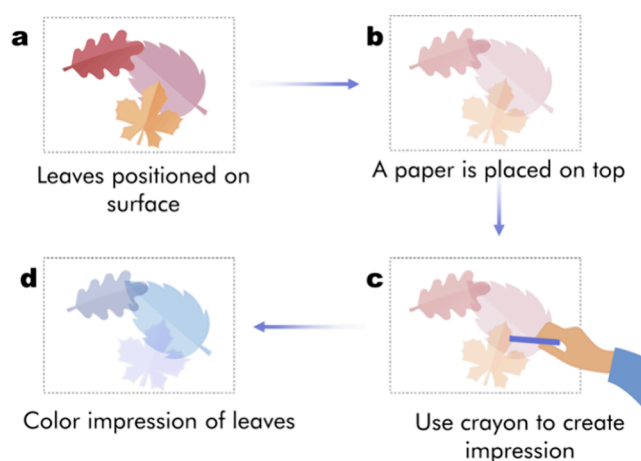 a
Leaves positioned on
surface
b
A paper is placed on top
c
Use crayon to create
impression
d
Color impression of leaves